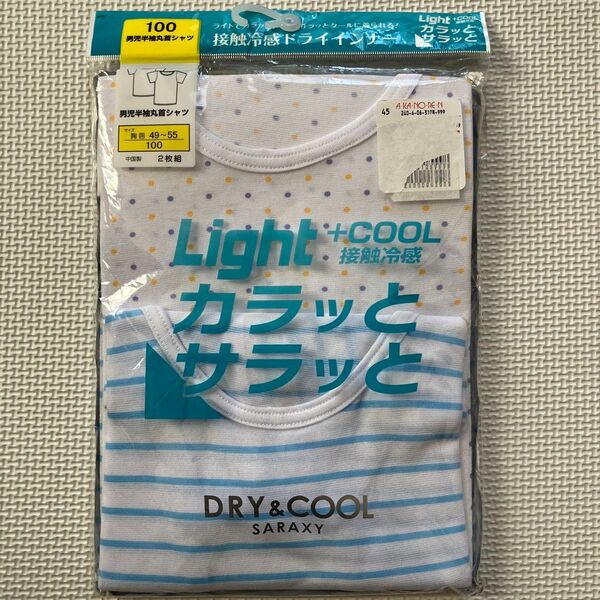 100
男児半袖丸首シャツ
接触冷感ドライインナー
Light +COOL
カラッと
サラッと
男児半袖丸首シャツ
サイズ
胸囲 49~55
100
中国製 2枚組
45
A·KA·NO·RE·N
Light +COOL
接触冷感
カラッと
サラッと
DRY&COOL
SARAXY